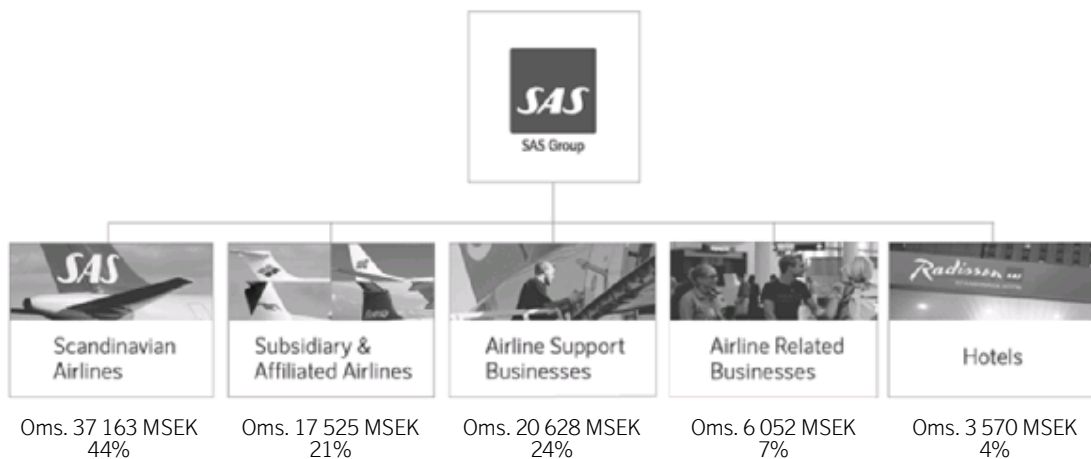 SAS
SAS Group
SAS
Radisson SAS
Scandinavian
Airlines
Subsidiary &
Affiliated Airlines
Airline Support
Businesses
Airline Related
Businesses
Hotels
Oms. 37 163 MSEK
44%
Oms. 17 525 MSEK
21%
Oms. 20 628 MSEK
24%
Oms. 6 052 MSEK
7%
Oms. 3 570 MSEK
4%